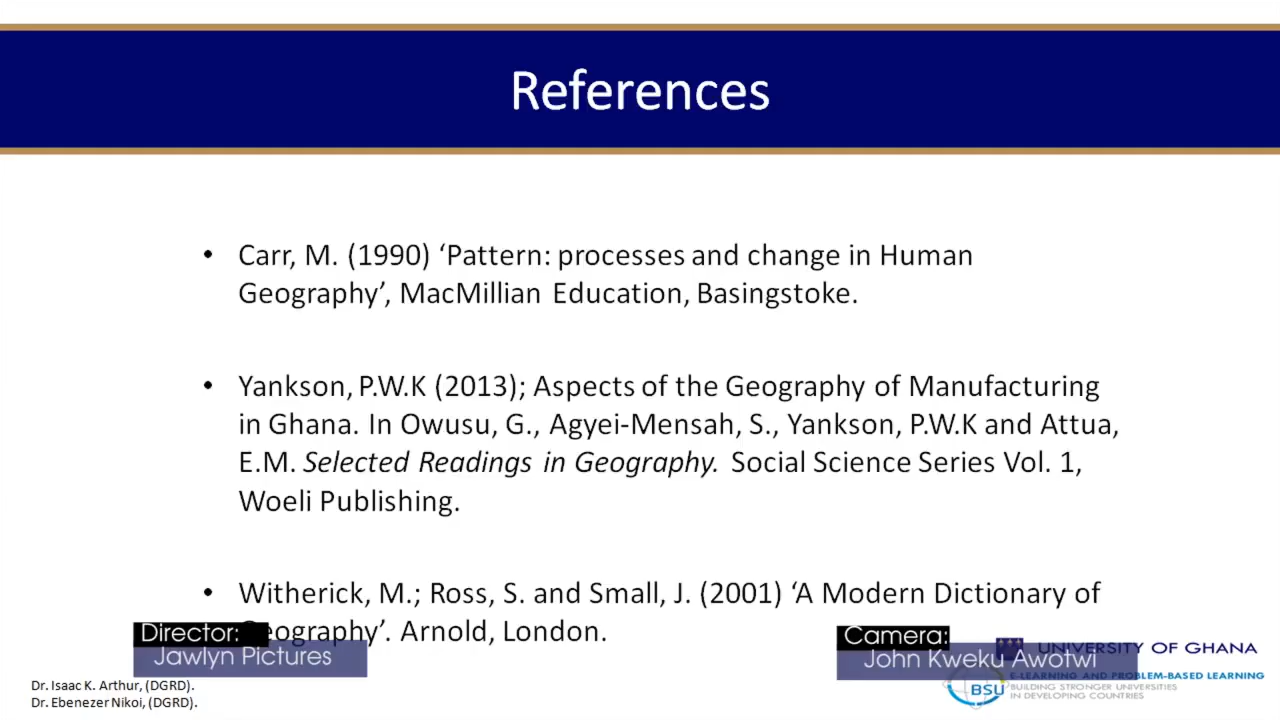 References
• Carr, M. (1990) ‘Pattern: processes and change in Human
Geography’, MacMillian Education, Basingstoke.
• Yankson, P.W.K (2013); Aspects of the Geography of Manufacturing
in Ghana. In Owusu, G., Agyei-Mensah, S., Yankson, P.W.K and Attua,
E.M. Selected Readings in Geography. Social Science Series Vol. 1,
Woeli Publishing.
• Witherick, M.; Ross, S. and Small, J. (2001) ‘A Modern Dictionary of
Geography’. Arnold, London.
Director:
Jawlyn Pictures
Camera:
John Kweku Awotwi
UNIVERSITY OF GHANA
E-LEARNING AND PROBLEM-BASED LEARNING
BSU
BUILDING STRONGER UNIVERSITIES
IN DEVELOPING COUNTRIES
Dr. Isaac K. Arthur, (DGRD).
Dr. Ebenezer Nikoi, (DGRD).